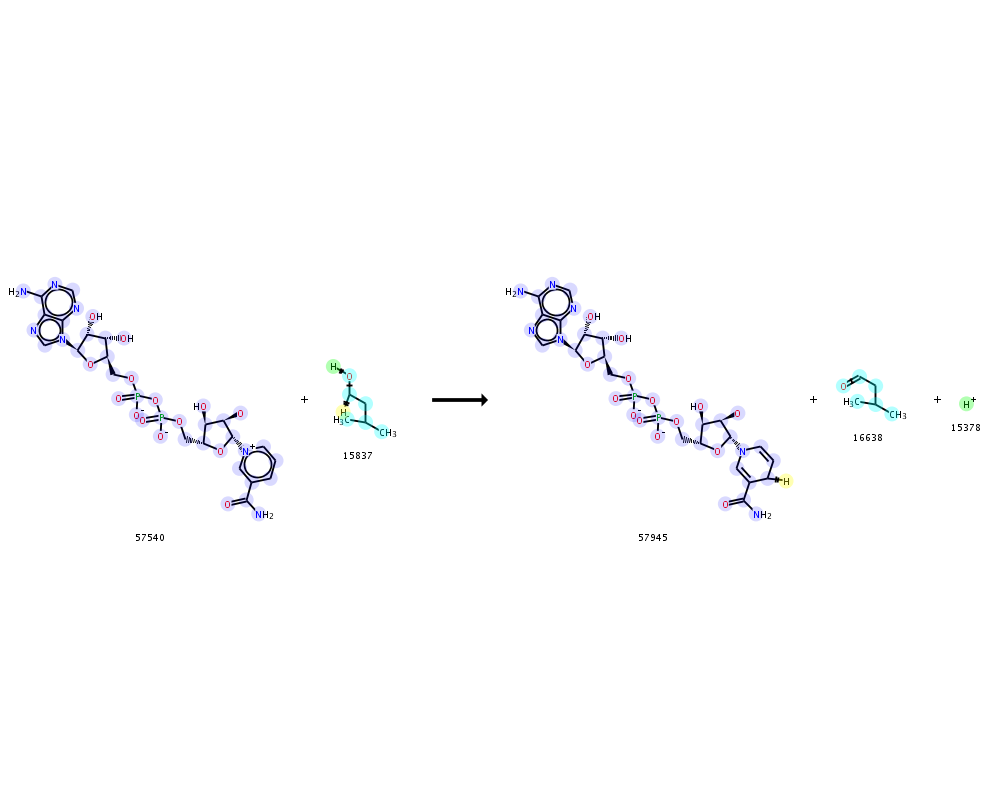 N
H₂N
N
OH
N
N
OH
O
O
O
P
O
O⁻
O
P
O
O⁻
HO
O
O
N⁺
O
NH₂
57540
+
H
O
H
H₃C
CH₃
15837
N
H₂N
N
OH
N
N
OH
O
O
O
P
O
O⁻
O
P
O
O⁻
HO
O
O
N
H
O
NH₂
57945
+
O
H₃C
CH₃
16638
+
H⁺
15378